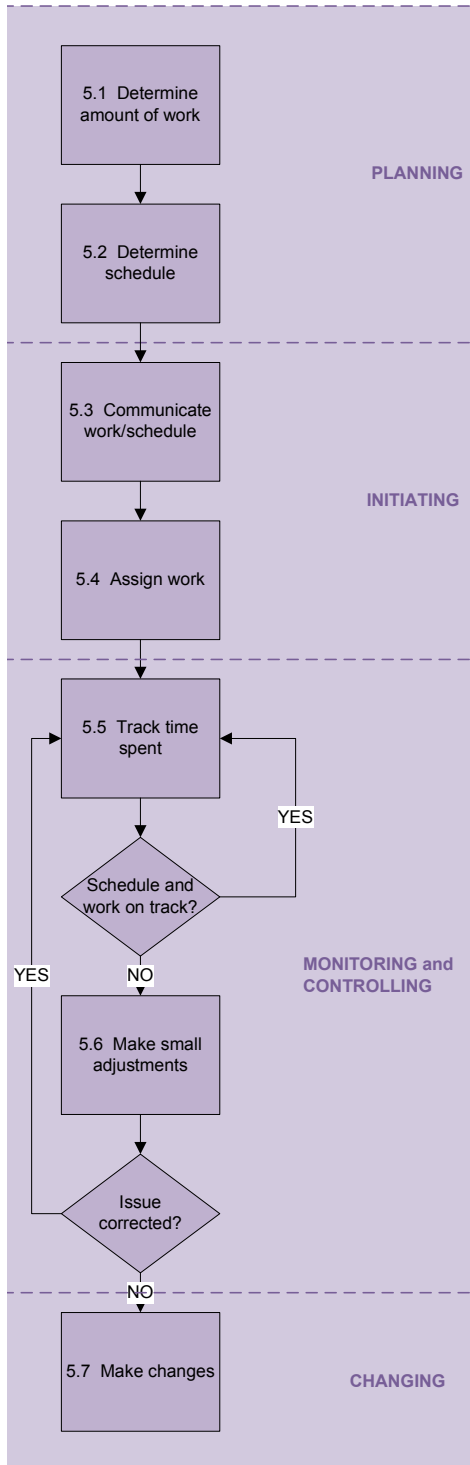 5.1 Determine
amount of work
PLANNING
5.2 Determine
schedule
5.3 Communicate
work/schedule
INITIATING
5.4 Assign work
5.5 Track time
spent
YES
Schedule and
work on track?
MONITORING and
CONTROLLING
YES
NO
5.6 Make small
adjustments
Issue
corrected?
NO
5.7 Make changes
CHANGING